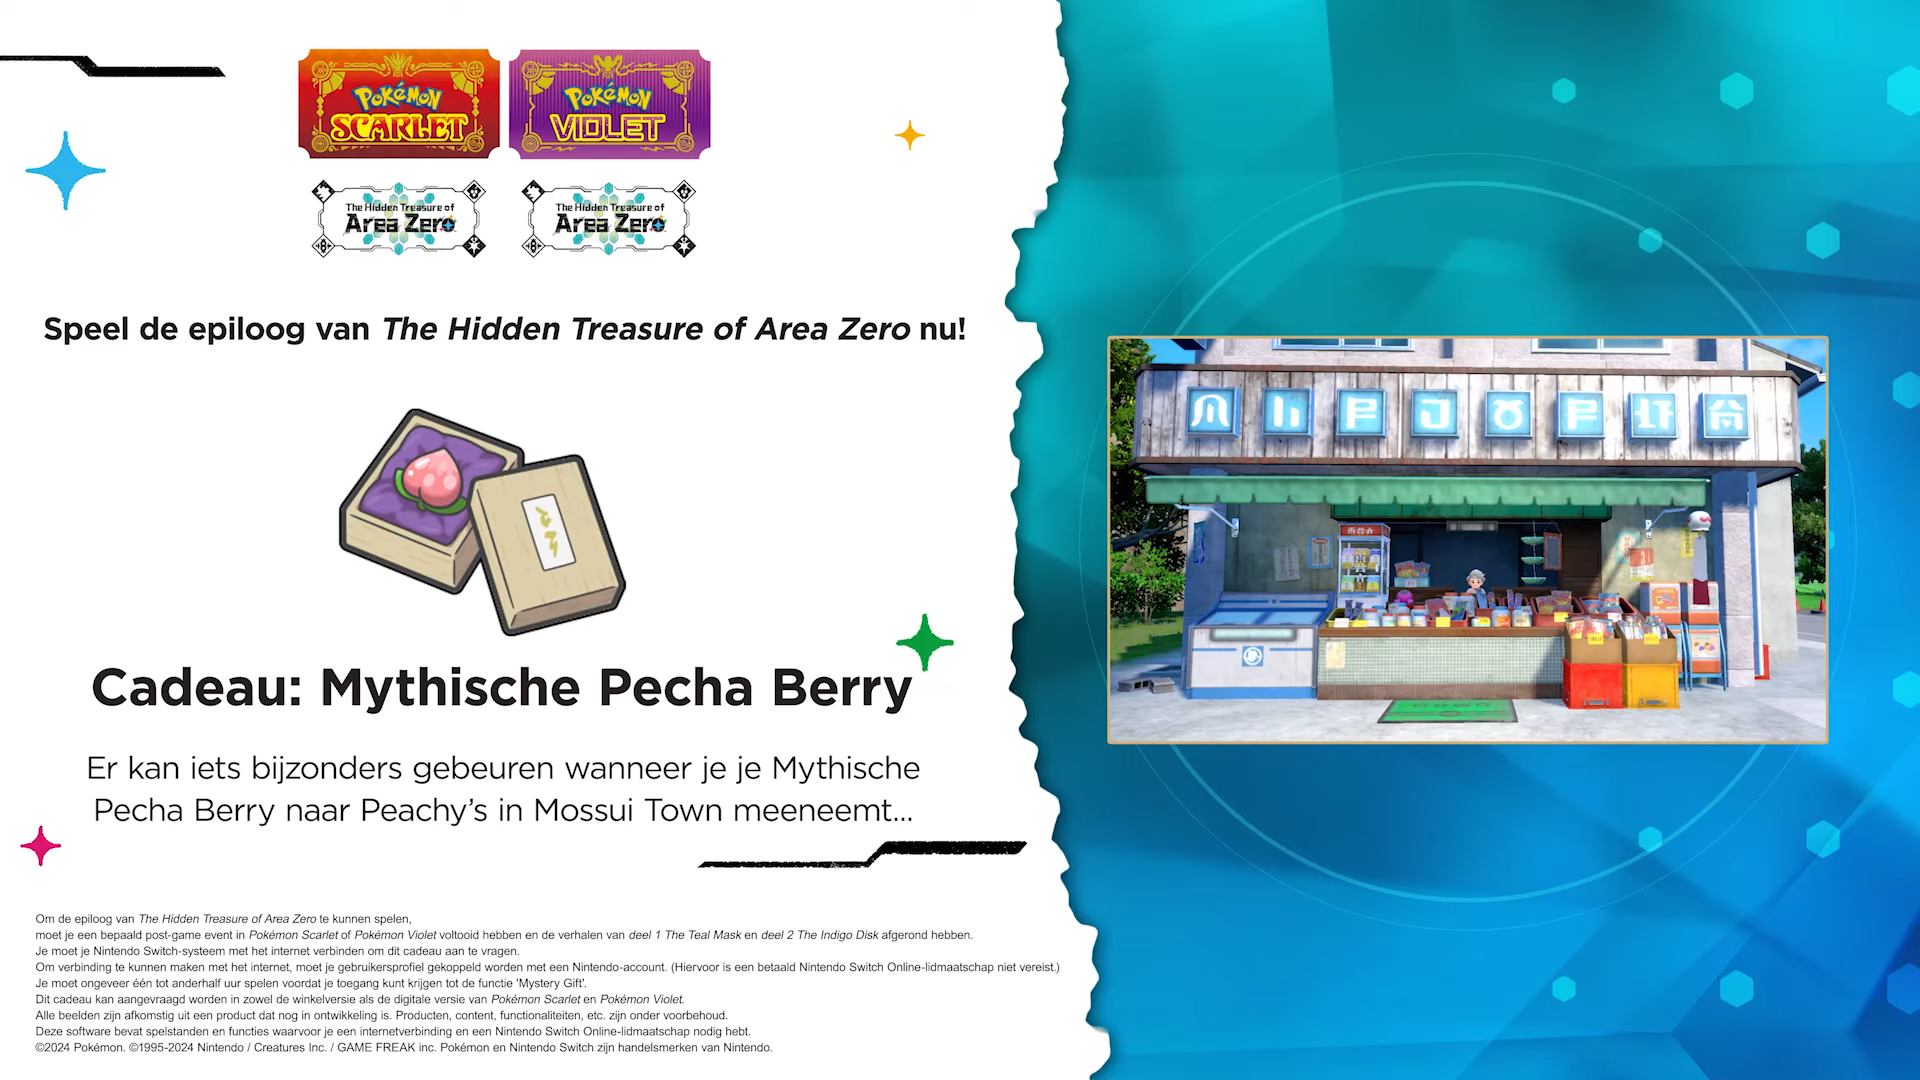 Pokémon
SCARLET
Pokémon
VIOLET
The Hidden Treasure of
Area Zero
The Hidden Treasure of
Area Zero
Speel de epiloog van The Hidden Treasure of Area Zero nu!
Cadeau: Mythische Pecha Berry
Er kan iets bijzonders gebeuren wanneer je je Mythische
Pecha Berry naar Peachy's in Mossui Town meeneemt...
Om de epiloog van The Hidden Treasure of Area Zero te kunnen spelen,
moet je een bepaald post-game event in Pokémon Scarlet of Pokémon Violet voltooid hebben en de verhalen van deel 1 The Teal Mask en deel 2 The Indigo Disk afgerond hebben.
Je moet je Nintendo Switch-systeem met het internet verbinden om dit cadeau aan te vragen.
Om verbinding te kunnen maken met het internet, moet je gebruikersprofiel gekoppeld worden met een Nintendo-account. (Hiervoor is een betaald Nintendo Switch Online-lidmaatschap niet vereist.)
Je moet ongeveer één tot anderhalf uur spelen voordat je toegang kunt krijgen tot de functie 'Mystery Gift'.
Dit cadeau kan aangevraagd worden in zowel de winkelversie als de digitale versie van Pokémon Scarlet en Pokémon Violet.
Alle beelden zijn afkomstig uit een product dat nog in ontwikkeling is. Producten, content, functionaliteiten, etc. zijn onder voorbehoud.
Deze software bevat spelstanden en functies waarvoor je een internetverbinding en een Nintendo Switch Online-lidmaatschap nodig hebt.
©2024 Pokémon. ©1995-2024 Nintendo / Creatures Inc. / GAME FREAK inc. Pokémon en Nintendo Switch zijn handelsmerken van Nintendo.